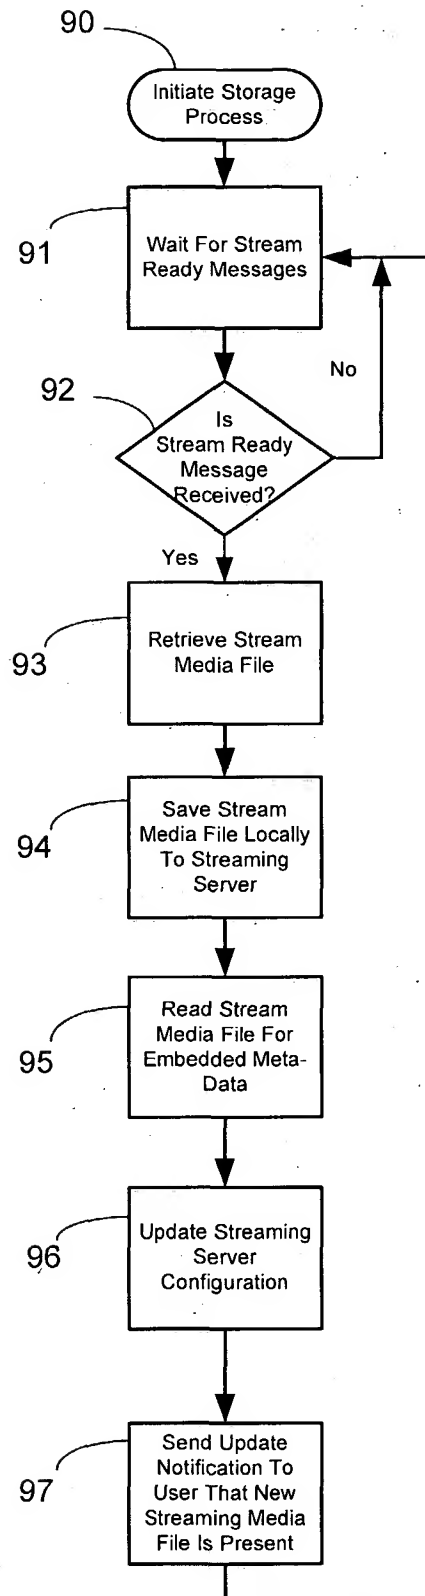 90
Initiate Storage
Process
91
Wait For Stream
Ready Messages
No
92
Is
Stream Ready
Message
Received?
Yes
93
Retrieve Stream
Media File
94
Save Stream
Media File Locally
To Streaming
Server
95
Read Stream
Media File For
Embedded Meta-
Data
96
Update Streaming
Server
Configuration
97
Send Update
Notification To
User That New
Streaming Media
File Is Present